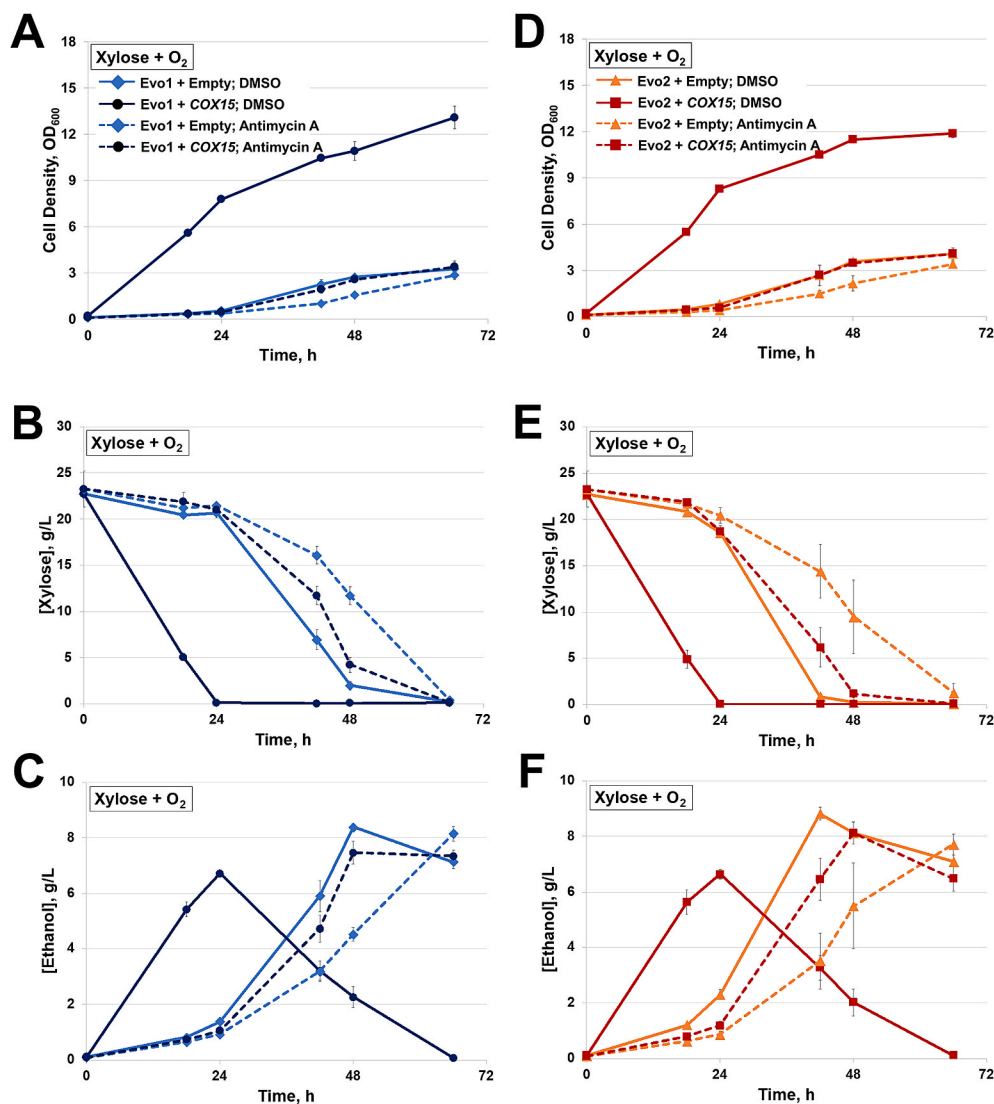 A
Xylose + O2
Evo1 + Empty; DMSO
Evo1 + COX15; DMSO
Evo1 + Empty; Antimycin A
Evo1 + COX15; Antimycin A
Cell Density, OD600
18
15
12
9
6
3
0
0 24 48 72
Time, h
B
Xylose + O2
[Xylose], g/L
30
25
20
15
10
5
0
0 24 48 72
Time, h
C
Xylose + O2
[Ethanol], g/L
10
8
6
4
2
0
0 24 48 72
Time, h
D
Xylose + O2
Evo2 + Empty; DMSO
Evo2 + COX15; DMSO
Evo2 + Empty; Antimycin A
Evo2 + COX15; Antimycin A
Cell Density, OD600
18
15
12
9
6
3
0
0 24 48 72
Time, h
E
Xylose + O2
[Xylose], g/L
30
25
20
15
10
5
0
0 24 48 72
Time, h
F
Xylose + O2
[Ethanol], g/L
10
8
6
4
2
0
0 24 48 72
Time, h